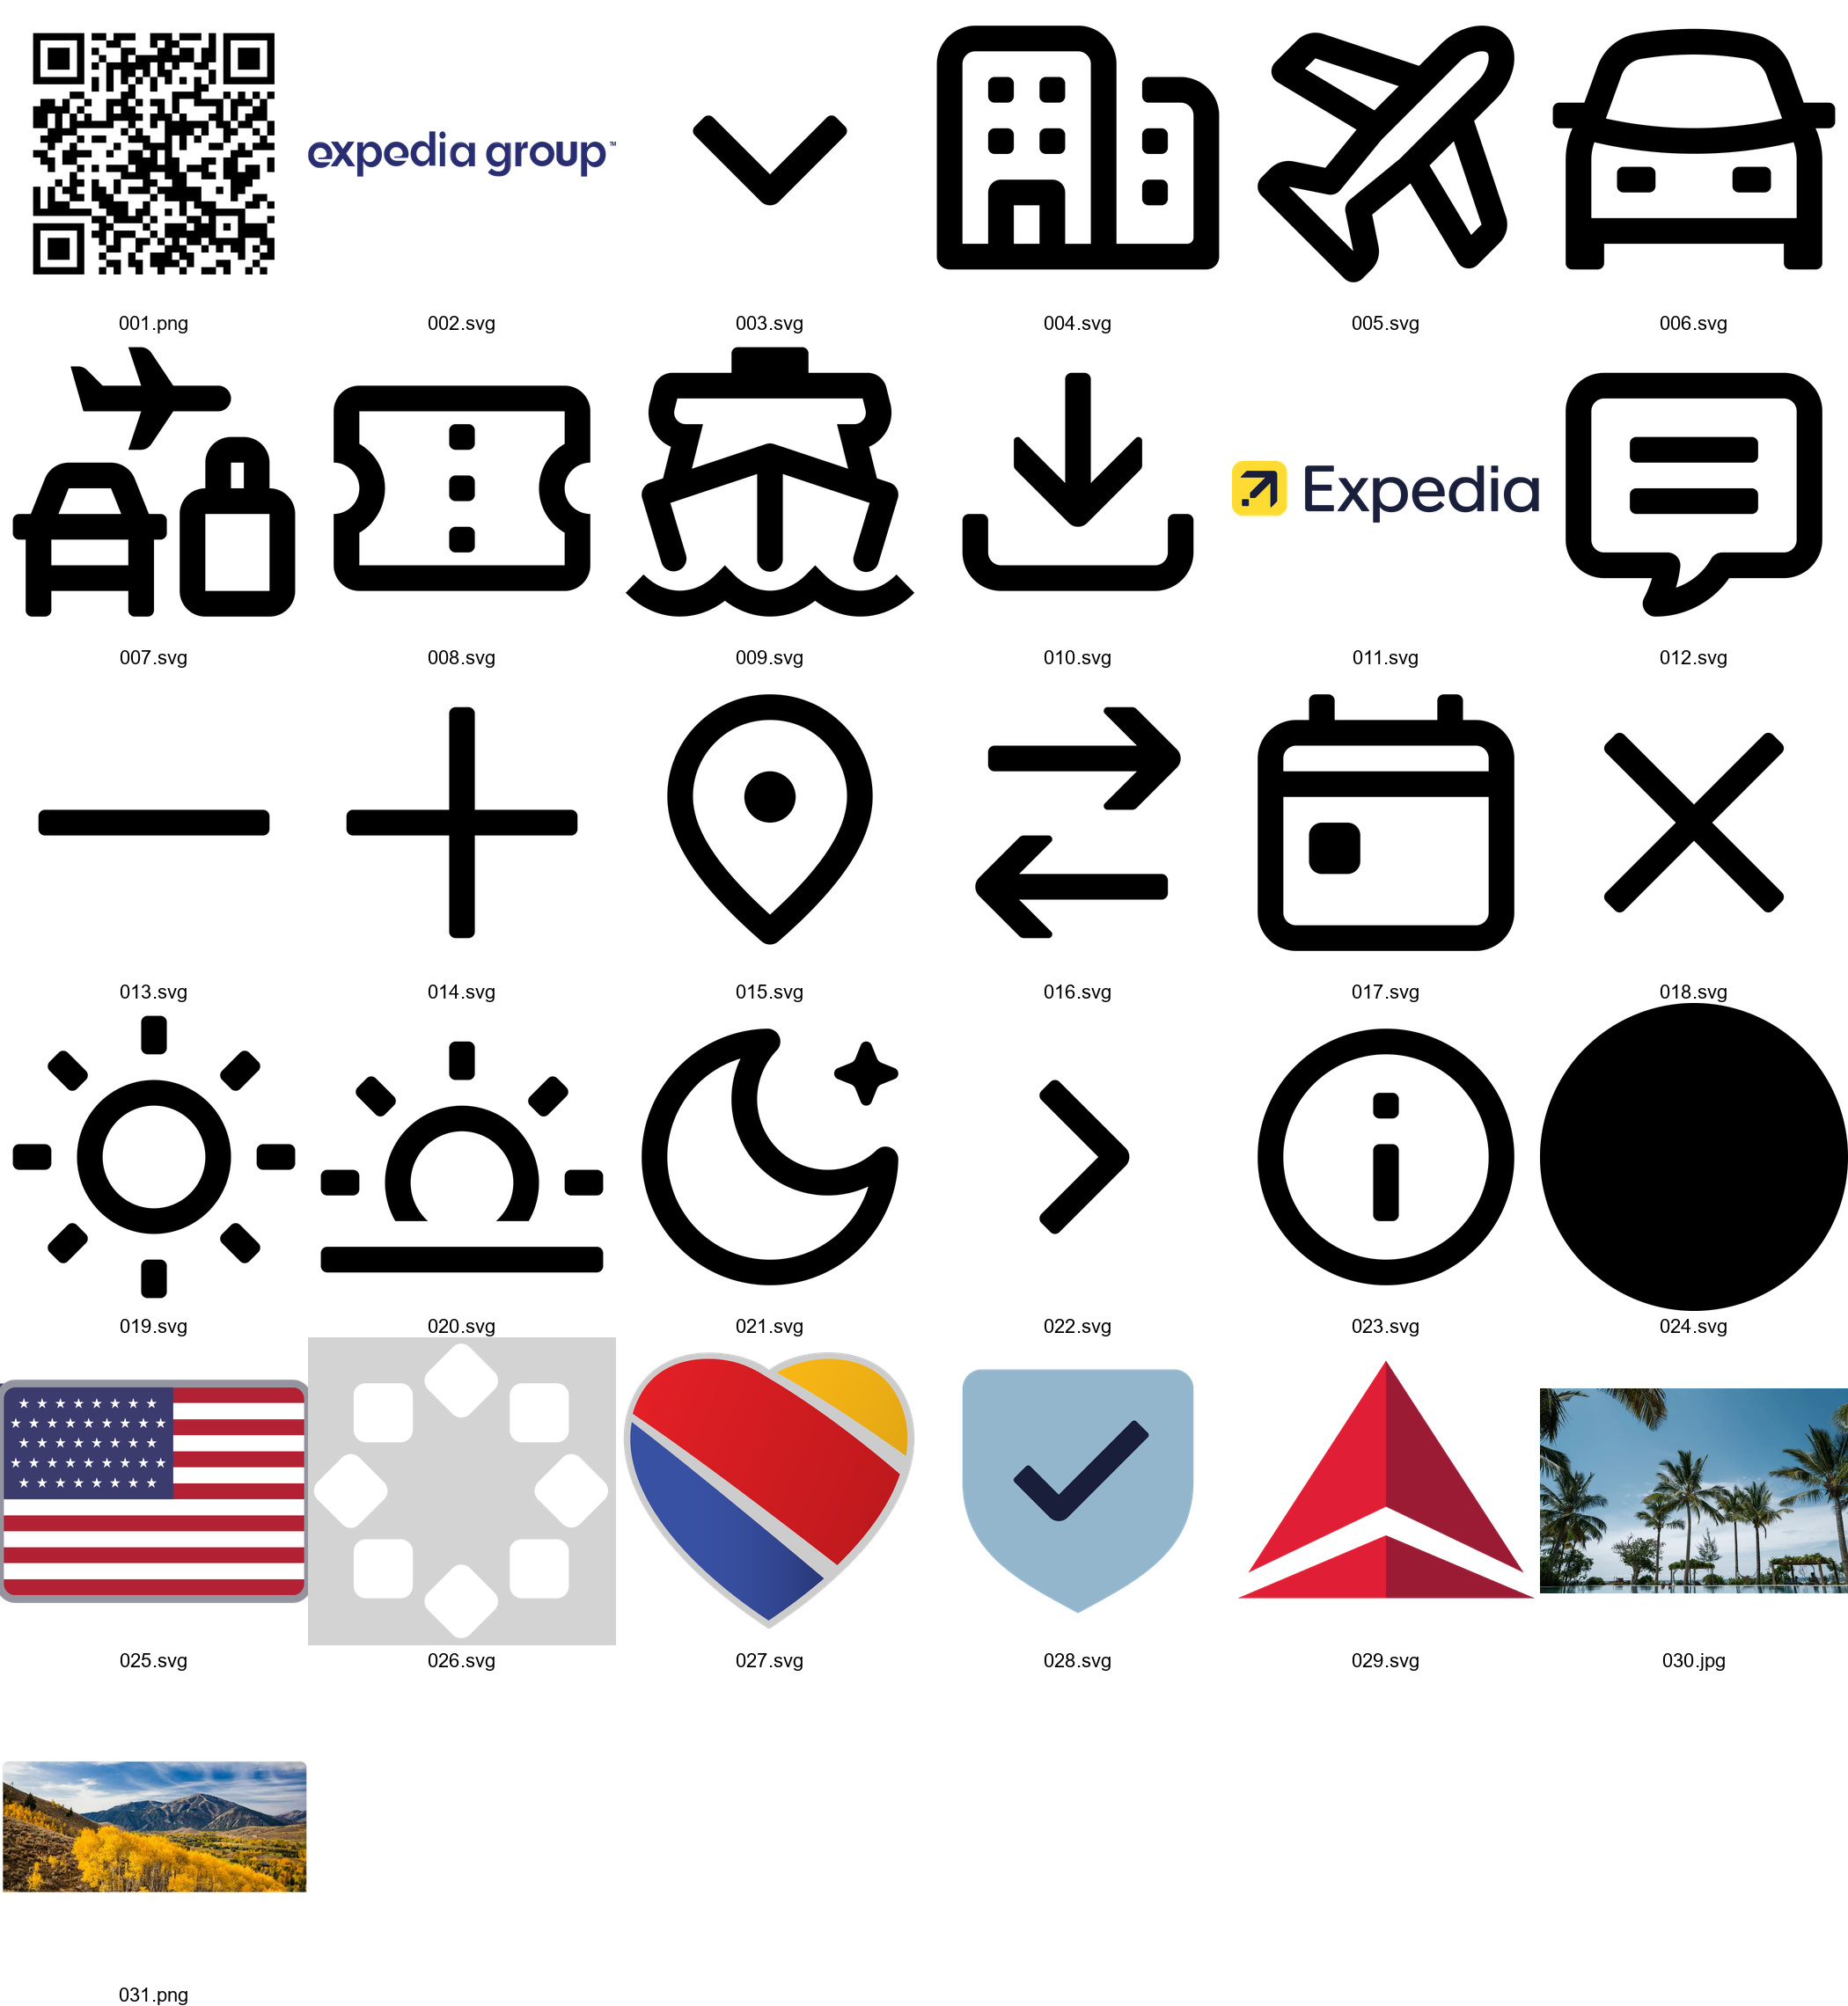 001.png
expedia group™
002.svg
003.svg
004.svg
005.svg
006.svg
007.svg
008.svg
009.svg
010.svg
Expedia
011.svg
012.svg
013.svg
014.svg
015.svg
016.svg
017.svg
018.svg
019.svg
020.svg
021.svg
022.svg
023.svg
024.svg
025.svg
026.svg
027.svg
028.svg
029.svg
030.jpg
031.png